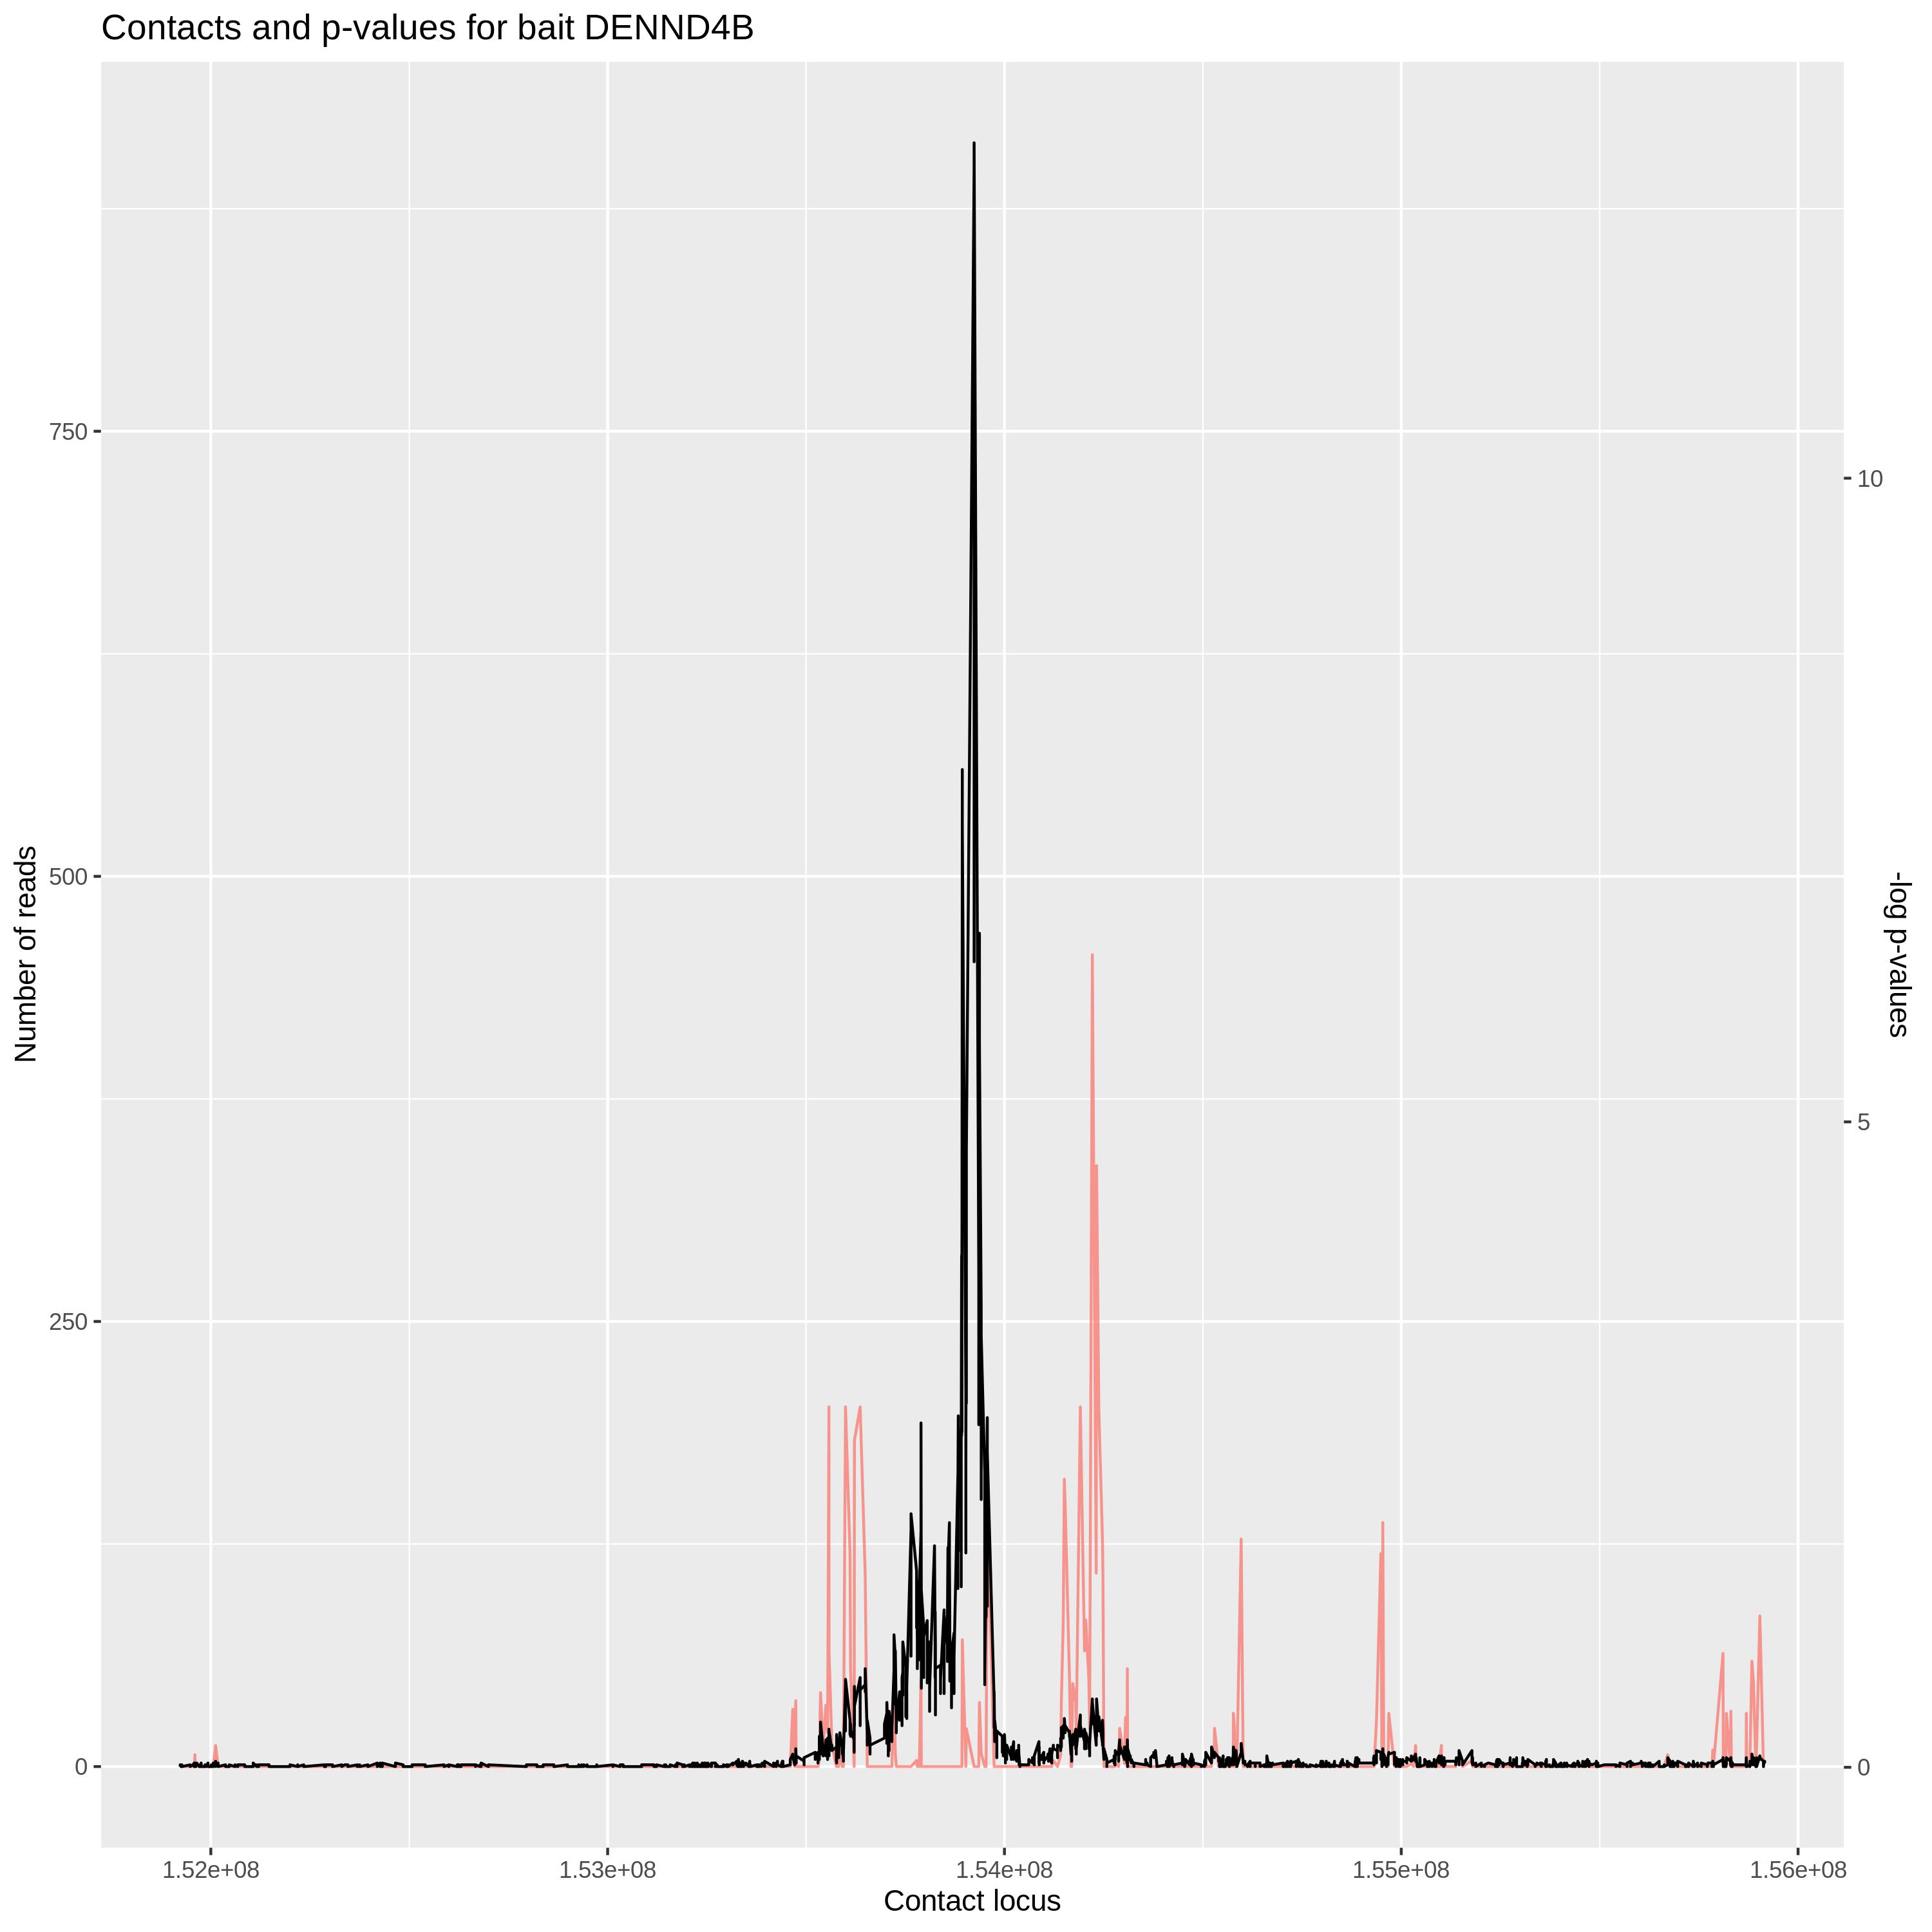 Contacts and p-values for bait DENND4B
Number of reads
750
500
250
0
10
5
0
-log p-values
1.52e+08 1.53e+08 1.54e+08 1.55e+08 1.56e+08
Contact locus